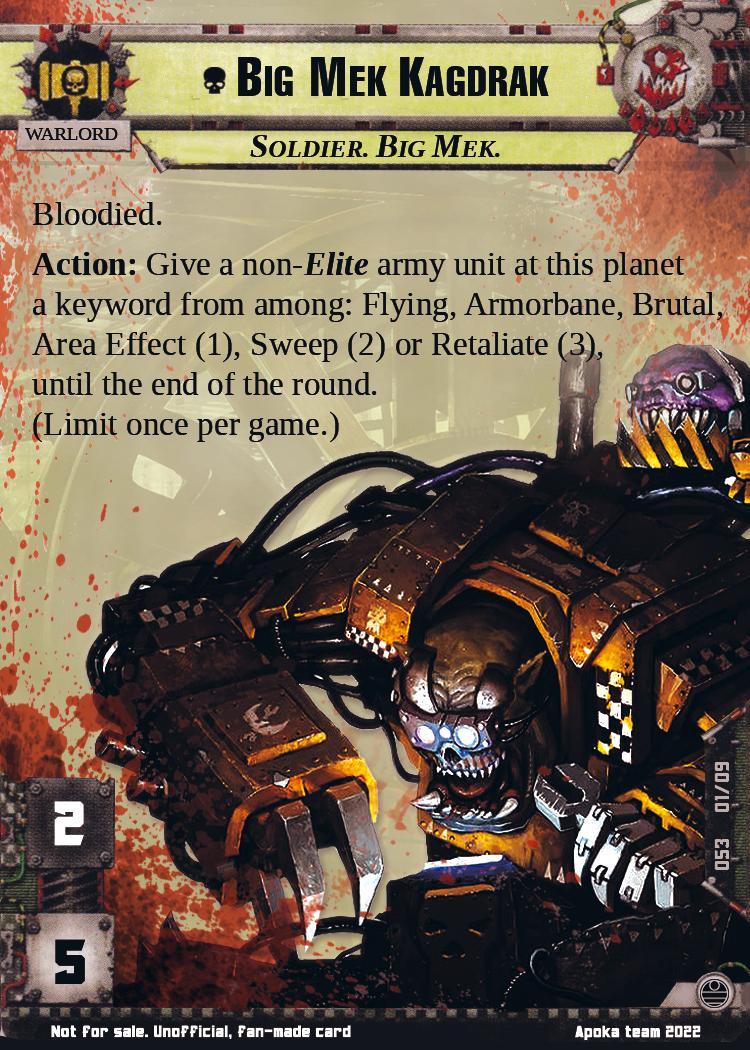 Big Mek Kagdrak
WARLORD
Soldier. Big Mek.
Bloodied.
Action: Give a non-Elite army unit at this planet
a keyword from among: Flying, Armorbane, Brutal,
Area Effect (1), Sweep (2) or Retaliate (3),
until the end of the round.
(Limit once per game.)
2
5
053 01/09
Not for sale. Unofficial, fan-made card
Apoka team 2022